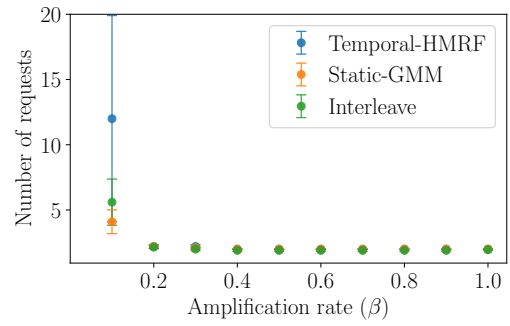 20
15
10
5
Number of requests
Temporal-HMRF
Static-GMM
Interleave
0.2 0.4 0.6 0.8 1.0
Amplification rate (β)